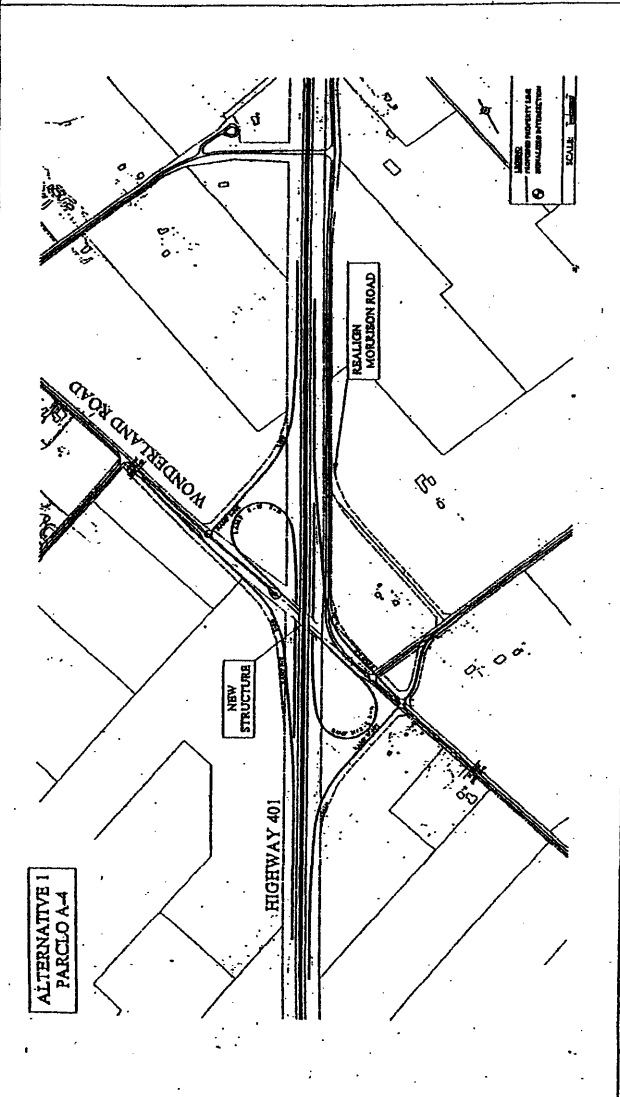 ALTERNATIVE 1
PARCLO A-4
WONDERLAND ROAD
NEW
STRUCTURE
HIGHWAY 401
REALIGN
MORRISON ROAD
LEGEND
PROPOSED PROPERTY LINE
SIGNALIZED INTERSECTION
SCALE: